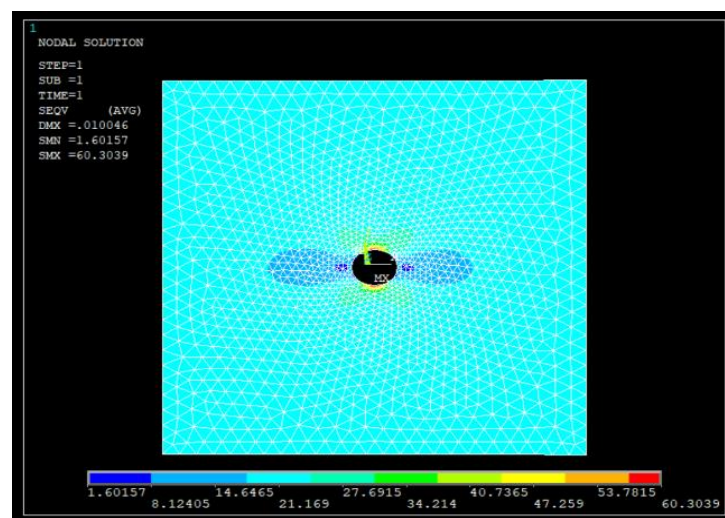 1
NODAL SOLUTION
STEP=1
SUB =1
TIME=1
SEQV (AVG)
DMX =.010046
SMN =1.60157
SMX =60.3039
MX
1.60157 14.6465 27.6915 40.7365 53.7815
8.12405 21.169 34.214 47.259 60.3039